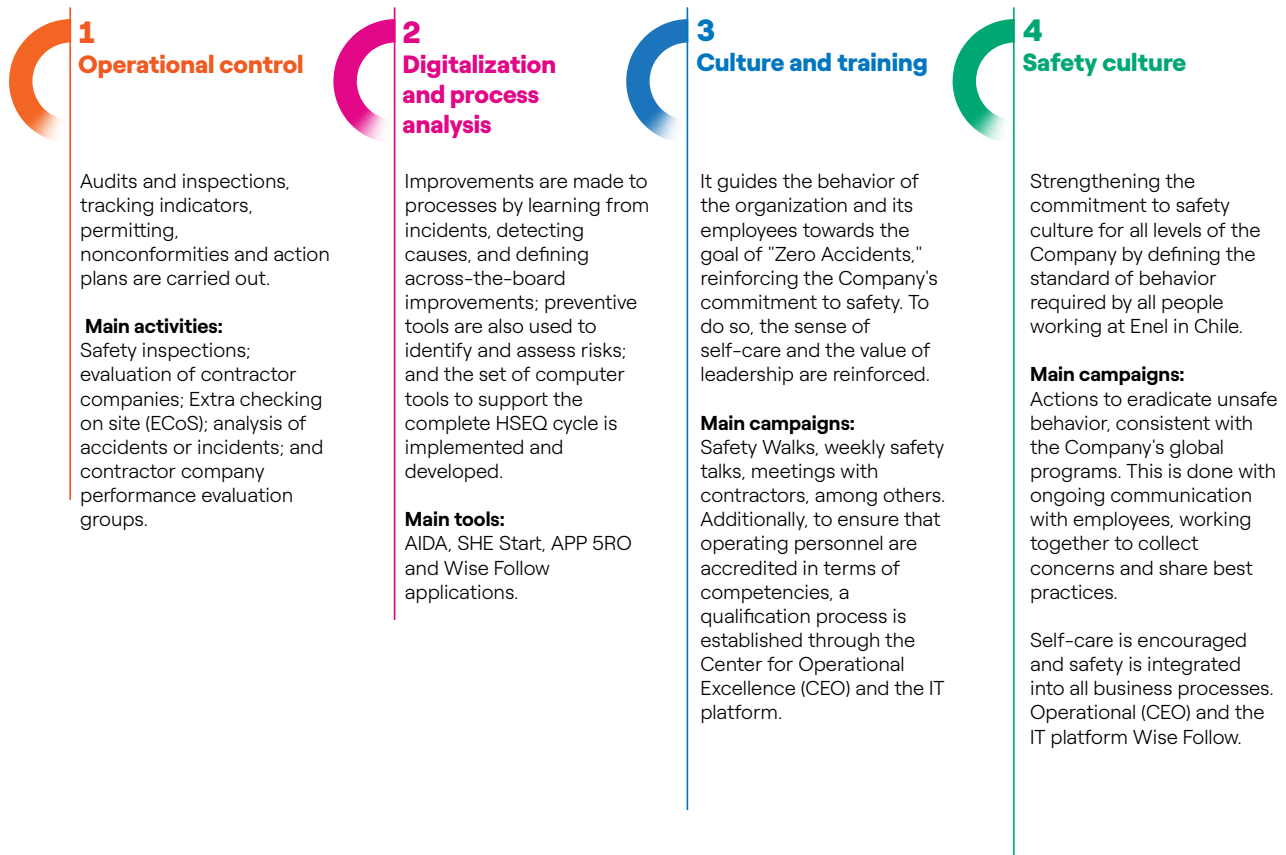 1
Operational control
Audits and inspections,
tracking indicators,
permitting,
nonconformities and action
plans are carried out.
Main activities:
Safety inspections;
evaluation of contractor
companies; Extra checking
on site (ECoS); analysis of
accidents or incidents; and
contractor company
performance evaluation
groups.
2
Digitalization
and process
analysis
Improvements are made to
processes by learning from
incidents, detecting
causes, and defining
across-the-board
improvements; preventive
tools are also used to
identify and assess risks;
and the set of computer
tools to support the
complete HSEQ cycle is
implemented and
developed.
Main tools:
AIDA, SHE Start, APP 5RO
and Wise Follow
applications.
3
Culture and training
It guides the behavior of
the organization and its
employees towards the
goal of "Zero Accidents,"
reinforcing the Company's
commitment to safety. To
do so, the sense of
self-care and the value of
leadership are reinforced.
Main campaigns:
Safety Walks, weekly safety
talks, meetings with
contractors, among others.
Additionally, to ensure that
operating personnel are
accredited in terms of
competencies, a
qualification process is
established through the
Center for Operational
Excellence (CEO) and the IT
platform.
4
Safety culture
Strengthening the
commitment to safety
culture for all levels of the
Company by defining the
standard of behavior
required by all people
working at Enel in Chile.
Main campaigns:
Actions to eradicate unsafe
behavior, consistent with
the Company's global
programs. This is done with
ongoing communication
with employees, working
together to collect
concerns and share best
practices.
Self-care is encouraged
and safety is integrated
into all business processes.
Operational (CEO) and the
IT platform Wise Follow.